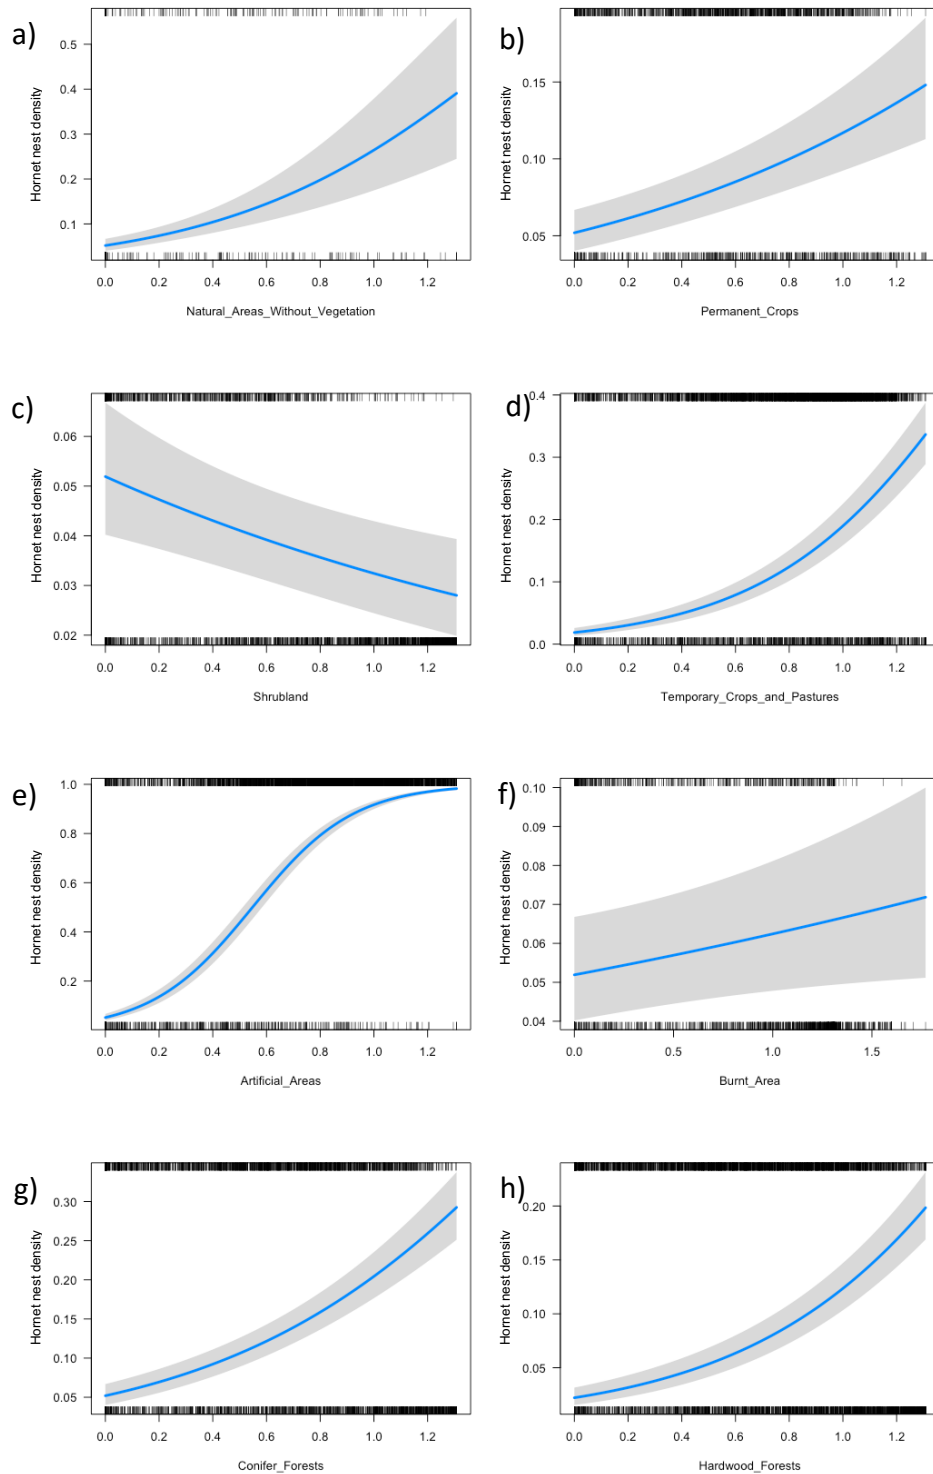 a)
Hornet nest density
0.5
0.4
0.3
0.2
0.1
0.0 0.2 0.4 0.6 0.8 1.0 1.2
Natural_Areas_Without_Vegetation
b)
Hornet nest density
0.15
0.10
0.05
0.0 0.2 0.4 0.6 0.8 1.0 1.2
Permanent_Crops
c)
Hornet nest density
0.06
0.05
0.04
0.03
0.02
0.0 0.2 0.4 0.6 0.8 1.0 1.2
Shrubland
d)
Hornet nest density
0.4
0.3
0.2
0.1
0.0
0.0 0.2 0.4 0.6 0.8 1.0 1.2
Temporary_Crops_and_Pastures
e)
Hornet nest density
1.0
0.8
0.6
0.4
0.2
0.0 0.2 0.4 0.6 0.8 1.0 1.2
Artificial_Areas
f)
Hornet nest density
0.10
0.09
0.08
0.07
0.06
0.05
0.04
0.0 0.5 1.0 1.5
Burnt_Area
g)
Hornet nest density
0.30
0.25
0.20
0.15
0.10
0.05
0.0 0.2 0.4 0.6 0.8 1.0 1.2
Conifer_Forests
h)
Hornet nest density
0.20
0.15
0.10
0.05
0.0 0.2 0.4 0.6 0.8 1.0 1.2
Hardwood_Forests